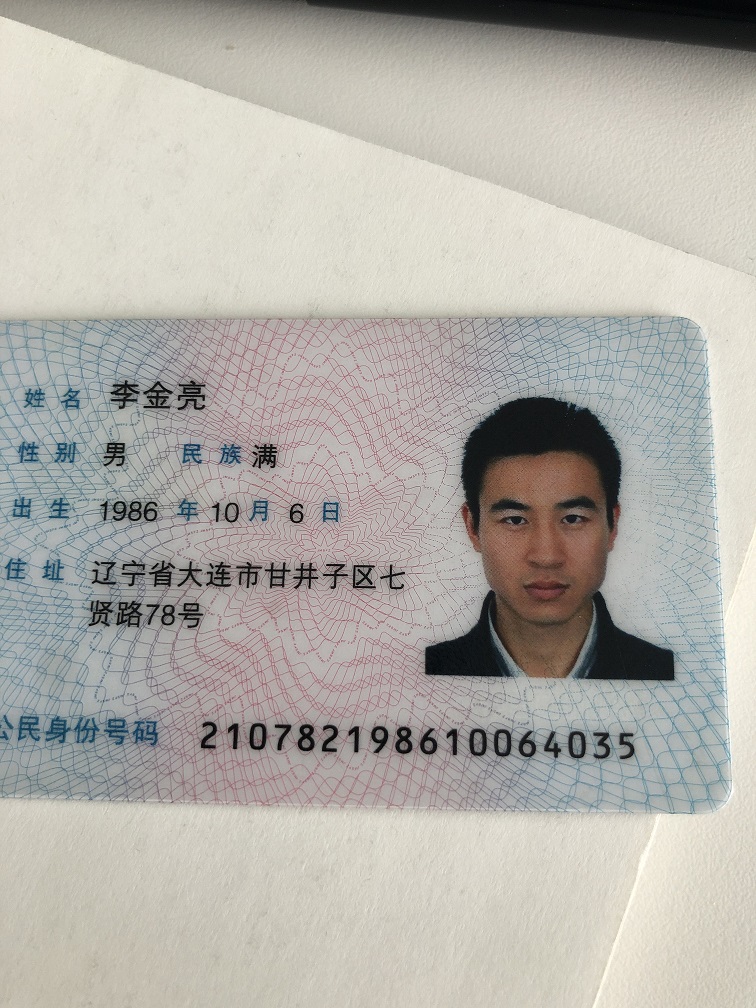 姓名 李金亮
性别 男 民族 满
出生 1986 年 10 月 6 日
住址 辽宁省大连市甘井子区七
贤路78号
公民身份号码 210782198610064035